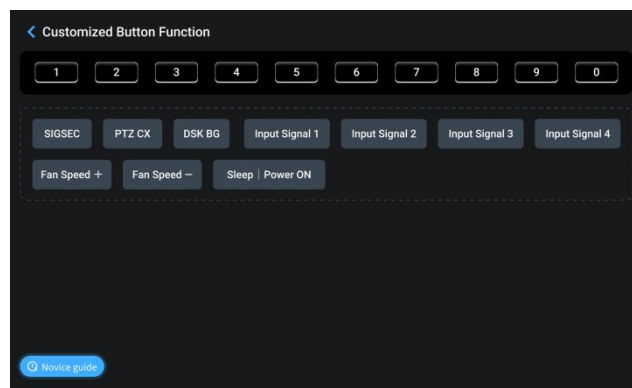 Customized Button Function
1 2 3 4 5 6 7 8 9 0
SIGSEC PTZ CX DSK BG Input Signal 1 Input Signal 2 Input Signal 3 Input Signal 4
Fan Speed + Fan Speed − Sleep | Power ON
Novice guide